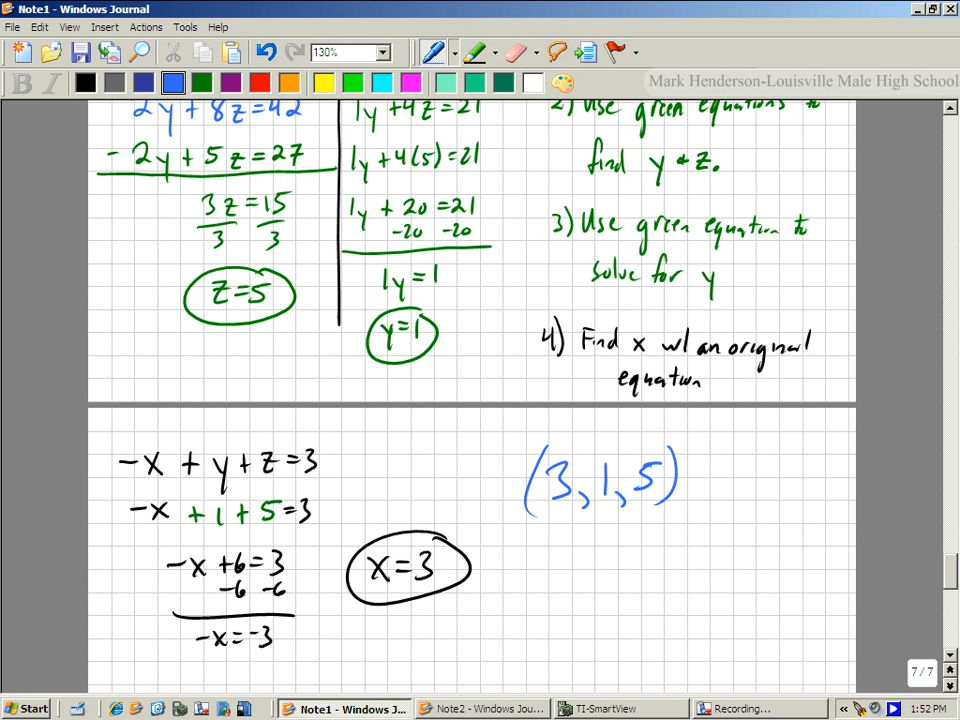 Note1 - Windows Journal
File Edit View Insert Actions Tools Help
130%
B I
Mark Henderson-Louisville Male High School
2y + 8z = 42
- 2y + 5z = 27
3z = 15
3 3
z = 5
1y + 4z = 21
1y + 4(5) = 21
1y + 20 = 21
-20 -20
1y = 1
y = 1
2) Use green equations to
find y + z.
3) Use green equation to
solve for y
4) Find x w/ an original
equation
-x + y + z = 3
-x + 1 + 5 = 3
-x + 6 = 3
-6 -6
-x = -3
x = 3
(3, 1, 5)
7 / 7
Start
Note1 - Windows J...
Note2 - Windows Jou...
TI-SmartView
Recording...
1:52 PM